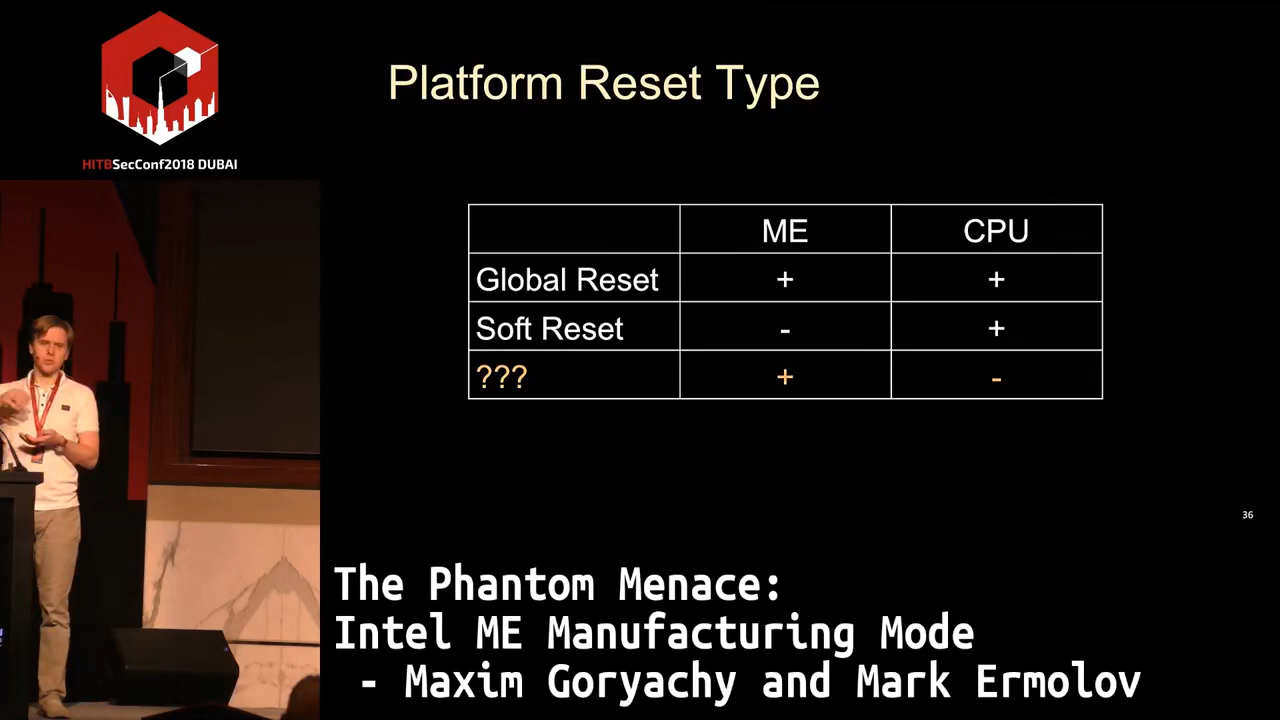 HITBSecConf2018 DUBAI
Platform Reset Type
ME CPU
Global Reset + +
Soft Reset - +
??? + -
36
The Phantom Menace:
Intel ME Manufacturing Mode
- Maxim Goryachy and Mark Ermolov